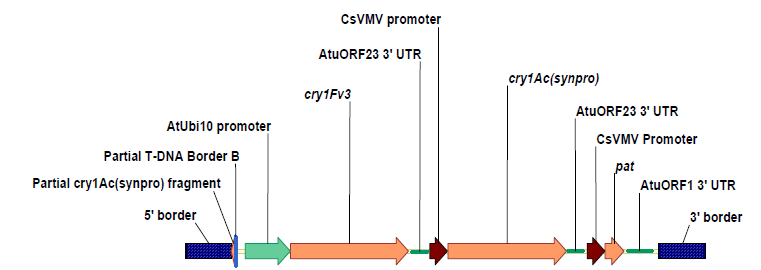 CsVMV promoter
AtuORF23 3' UTR
cry1Ac(synpro)
cry1Fv3
AtuORF23 3' UTR
AtUbi10 promoter
CsVMV Promoter
Partial T-DNA Border B
pat
Partial cry1Ac(synpro) fragment
AtuORF1 3' UTR
5' border
3' border